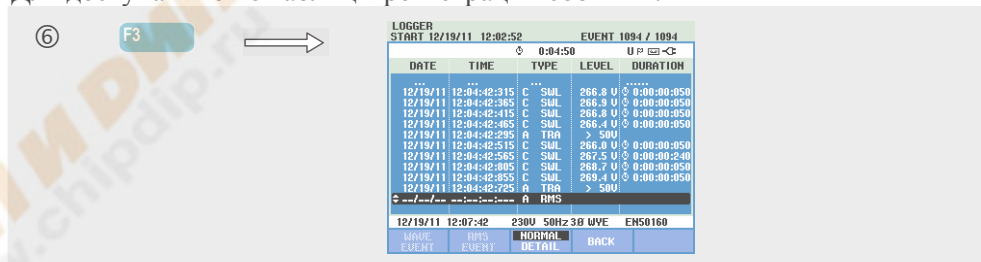 ⑥ F3
LOGGER
START 12/19/11 12:02:52 EVENT 1094 / 1094
0:04:50 U P
DATE TIME TYPE LEVEL DURATION
... ... ... ......
12/19/11 12:04:42:315 C SWL 266.8 V 0:00:00:050
12/19/11 12:04:42:365 C SWL 266.9 V 0:00:00:050
12/19/11 12:04:42:415 C SWL 266.8 V 0:00:00:050
12/19/11 12:04:42:465 C SWL 266.4 V 0:00:00:050
12/19/11 12:04:42:295 A TRA > 50V
12/19/11 12:04:42:515 C SWL 266.0 V 0:00:00:050
12/19/11 12:04:42:565 C SWL 267.5 V 0:00:00:240
12/19/11 12:04:42:805 C SWL 268.7 V 0:00:00:050
12/19/11 12:04:42:855 C SWL 269.4 V 0:00:00:050
12/19/11 12:04:42:725 A TRA > 50V
--/--/-- --:--:--:--- A RMS
12/19/11 12:07:42 230V 50Hz 3Ø WYE EN50160
WAVE EVENT RMS EVENT NORMAL DETAIL BACK
www.chipdip.ru